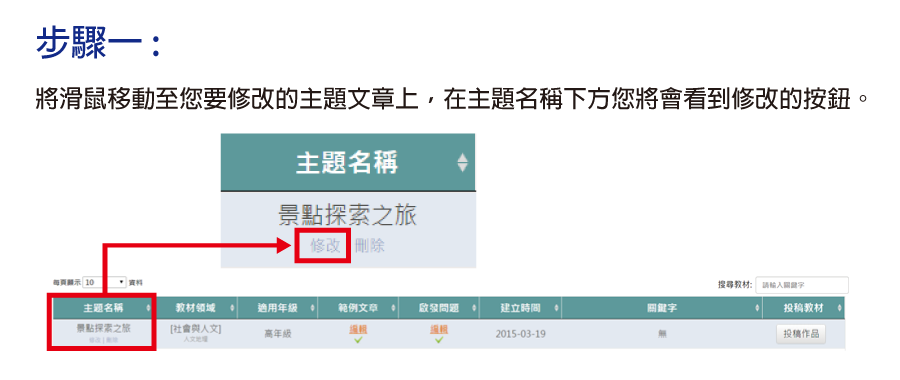 步驟一：
將滑鼠移動至您要修改的主題文章上，在主題名稱下方您將會看到修改的按鈕。
主題名稱
景點探索之旅
修改 刪除
每頁顯示 10 資料 搜尋教材: 請輸入關鍵字
主題名稱 教材領域 適用年級 範例文章 啟發問題 建立時間 關鍵字 投稿教材
景點探索之旅 [社會與人文] 高年級 編輯 編輯 2015-03-19 無 投稿作品
修改 | 刪除 人文地理